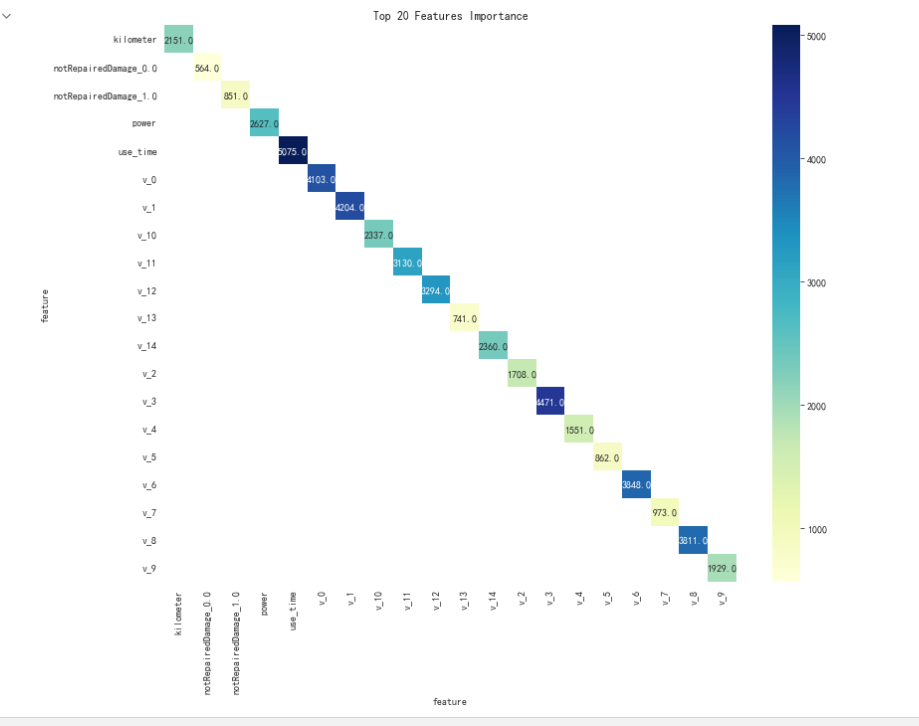 Top 20 Features Importance
kilometer 2151.0
notRepairedDamage_0.0 564.0
notRepairedDamage_1.0 851.0
power 2627.0
use_time 5075.0
v_0 4103.0
v_1 4204.0
v_10 2337.0
v_11 3130.0
v_12 3294.0
v_13 741.0
v_14 2360.0
v_2 1708.0
v_3 4471.0
v_4 1551.0
v_5 862.0
v_6 3848.0
v_7 973.0
v_8 3811.0
v_9 1929.0
feature
5000
4000
3000
2000
1000
kilometer
notRepairedDamage_0.0
notRepairedDamage_1.0
power
use_time
v_0
v_1
v_10
v_11
v_12
v_13
v_14
v_2
v_3
v_4
v_5
v_6
v_7
v_8
v_9
feature